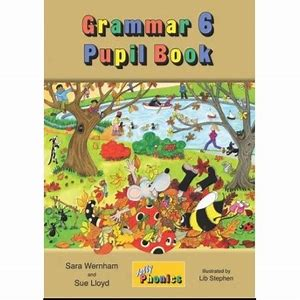 Grammar 6
Pupil Book
Sara Wernham
and
Sue Lloyd
Jolly
Phonics
illustrated by
Lib Stephen